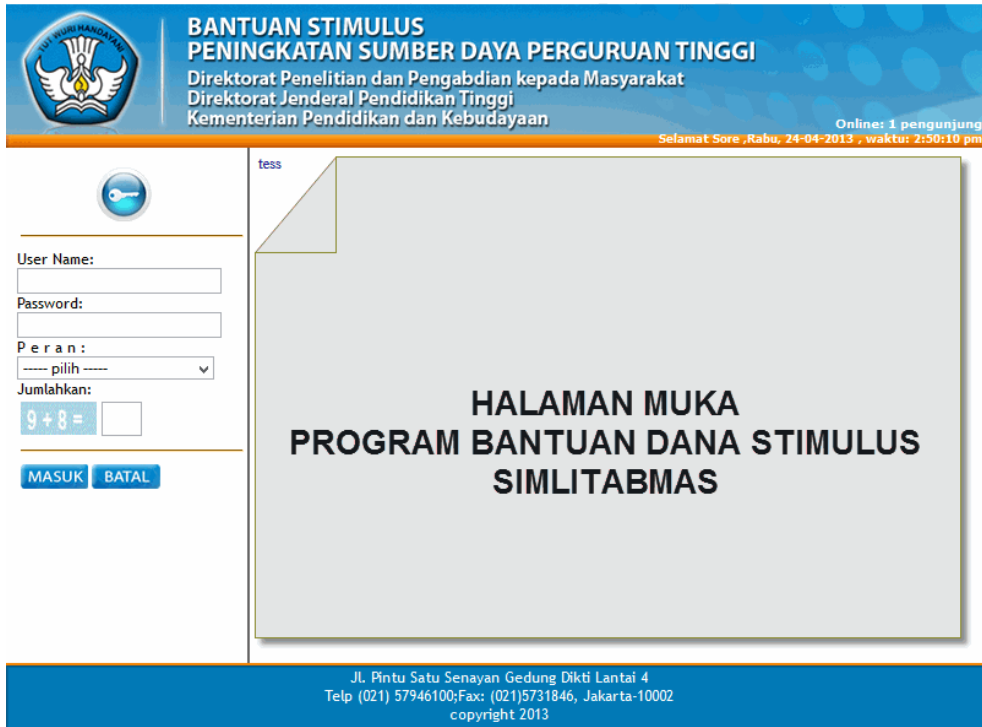 TUT WURI HANDAYANI
BANTUAN STIMULUS
PENINGKATAN SUMBER DAYA PERGURUAN TINGGI
Direktorat Penelitian dan Pengabdian kepada Masyarakat
Direktorat Jenderal Pendidikan Tinggi
Kementerian Pendidikan dan Kebudayaan
Online: 1 pengunjung
Selamat Sore ,Rabu, 24-04-2013 , waktu: 2:50:10 pm
User Name:
Password:
P e r a n :
----- pilih -----
Jumlahkan:
9 + 8 =
MASUK BATAL
tess
HALAMAN MUKA
PROGRAM BANTUAN DANA STIMULUS
SIMLITABMAS
Jl. Pintu Satu Senayan Gedung Dikti Lantai 4
Telp (021) 57946100;Fax: (021)5731846, Jakarta-10002
copyright 2013